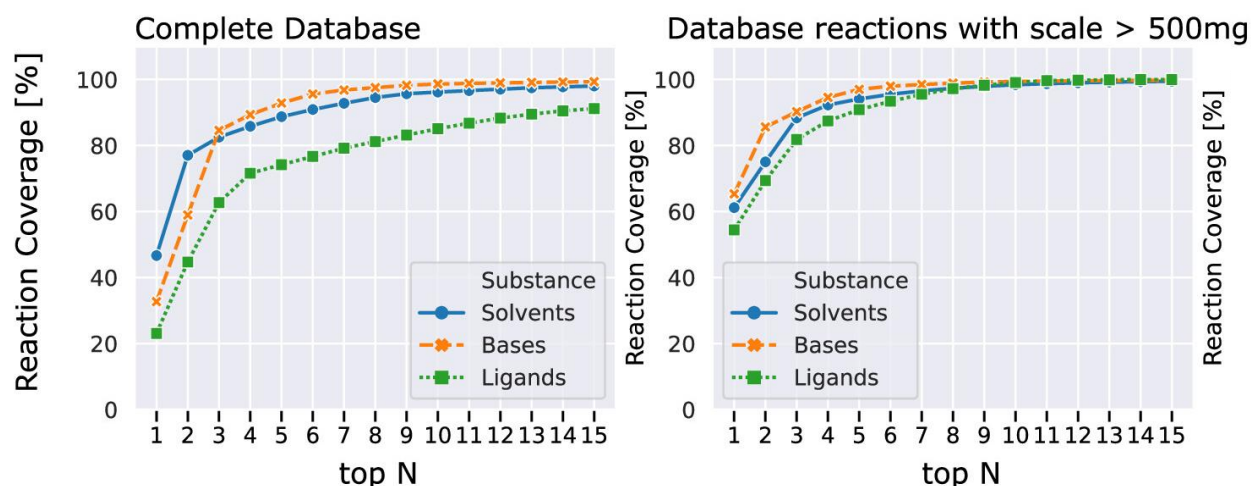 Complete Database
Reaction Coverage [%]
100
80
60
40
20
0
Substance
Solvents
Bases
Ligands
1 2 3 4 5 6 7 8 9 10 11 12 13 14 15
top N
Database reactions with scale > 500mg
Reaction Coverage [%]
100
80
60
40
20
0
Substance
Solvents
Bases
Ligands
1 2 3 4 5 6 7 8 9 10 11 12 13 14 15
top N
Reaction Coverage [%]